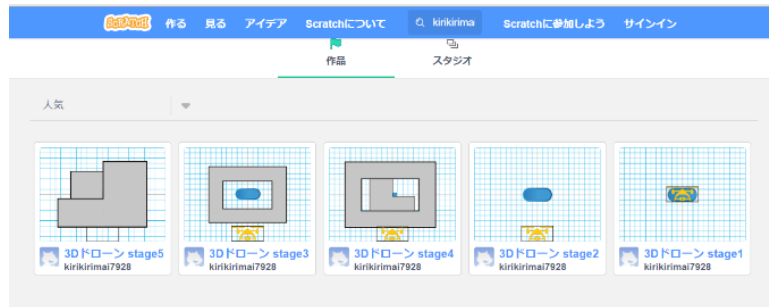 SCRATCH 作る 見る アイデア Scratchについて kirikirima Scratchに参加しよう サインイン
作品 スタジオ
人気
3Dドローン stage5 3Dドローン stage3 3Dドローン stage4 3Dドローン stage2 3Dドローン stage1
kirikirimai7928 kirikirimai7928 kirikirimai7928 kirikirimai7928 kirikirimai7928